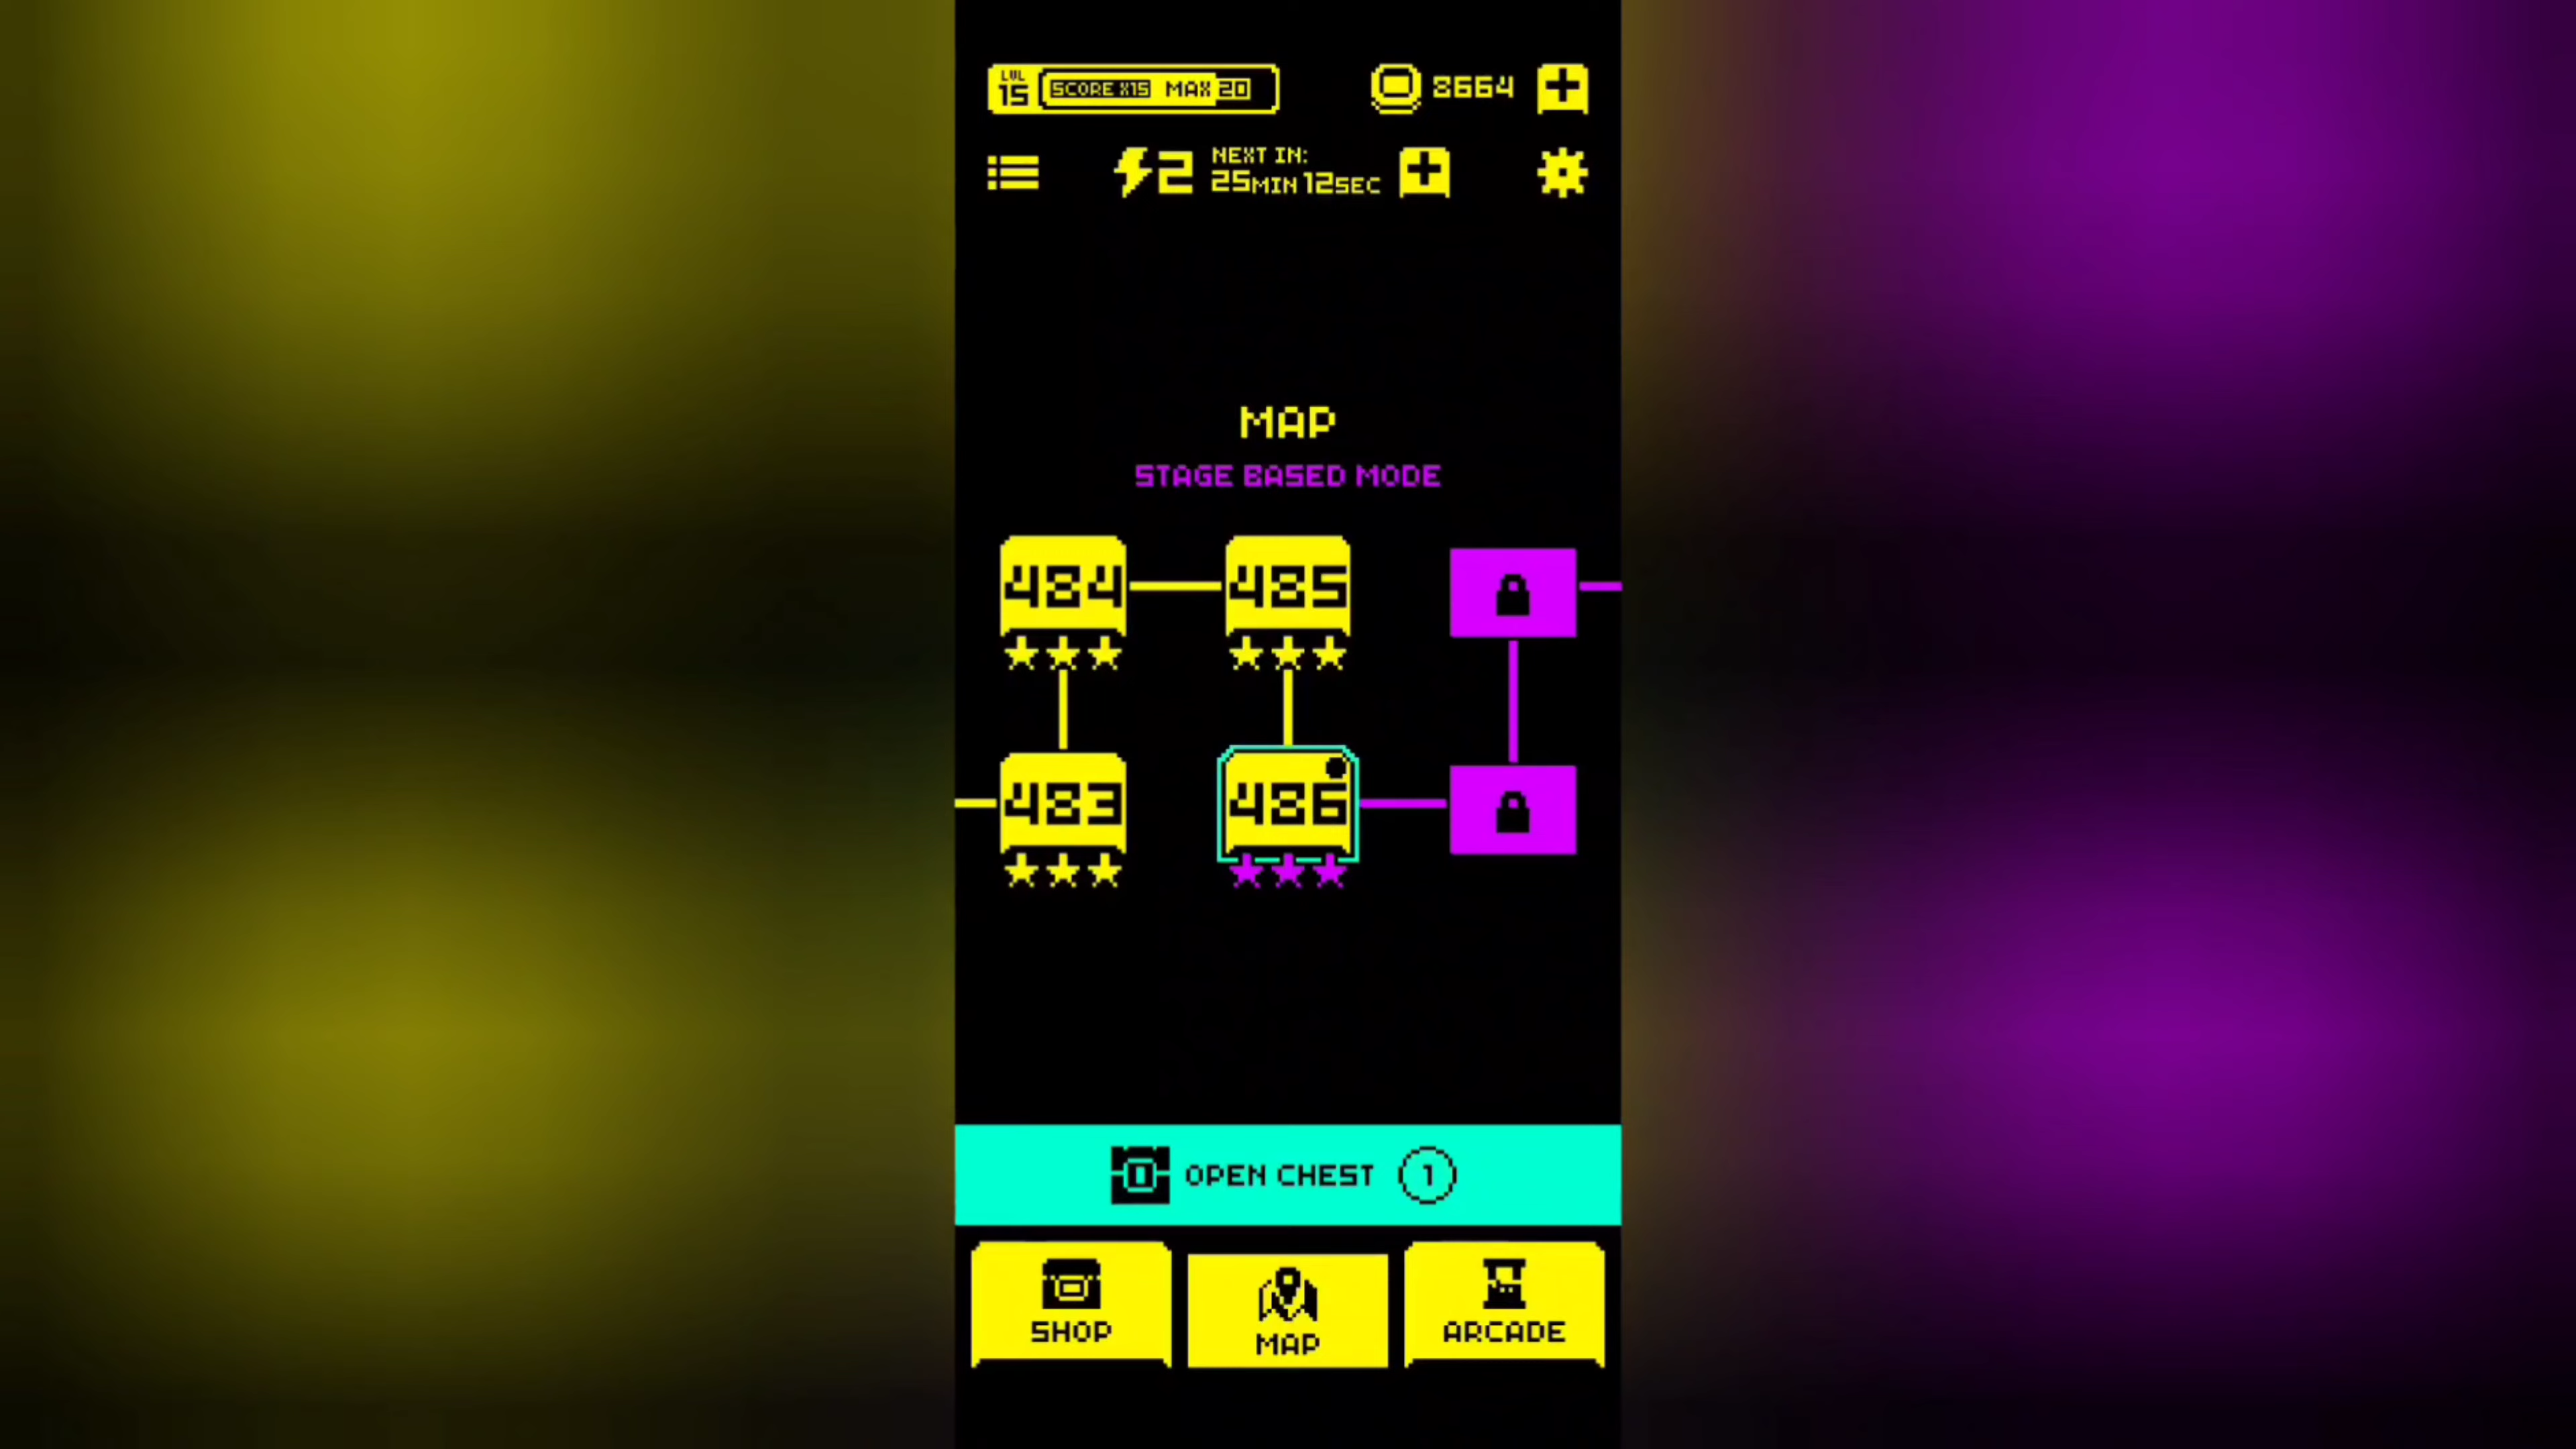 LVL
15
SCORE X15 MAX 20
8664
2
NEXT IN:
25MIN 12SEC
MAP
STAGE BASED MODE
484
485
483
486
OPEN CHEST 1
SHOP
MAP
ARCADE